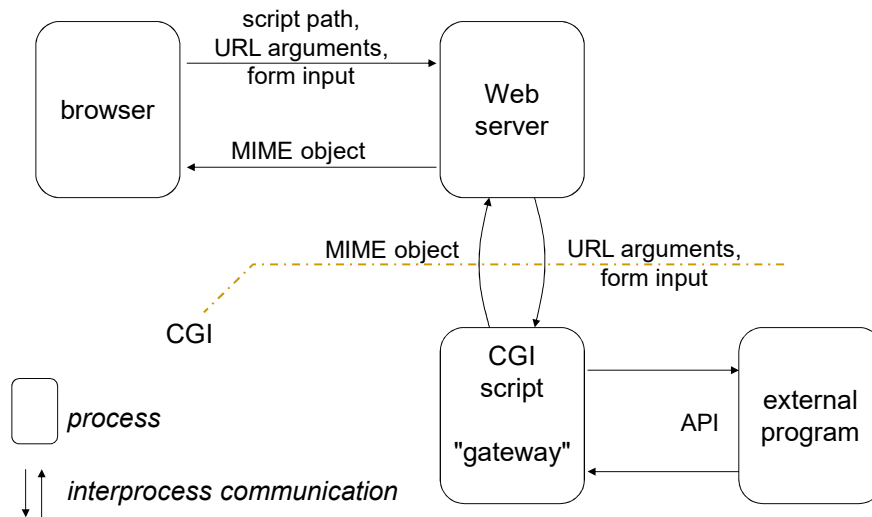 script path,
URL arguments,
form input
browser
Web
server
MIME object
MIME object
URL arguments,
form input
CGI
CGI
script
"gateway"
API
external
program
process
interprocess communication